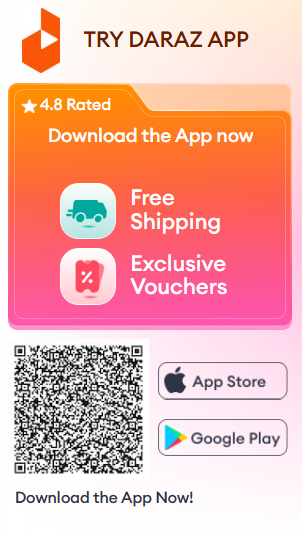 TRY DARAZ APP
4.8 Rated
Download the App now
Free
Shipping
Exclusive
Vouchers
App Store
Google Play
Download the App Now!